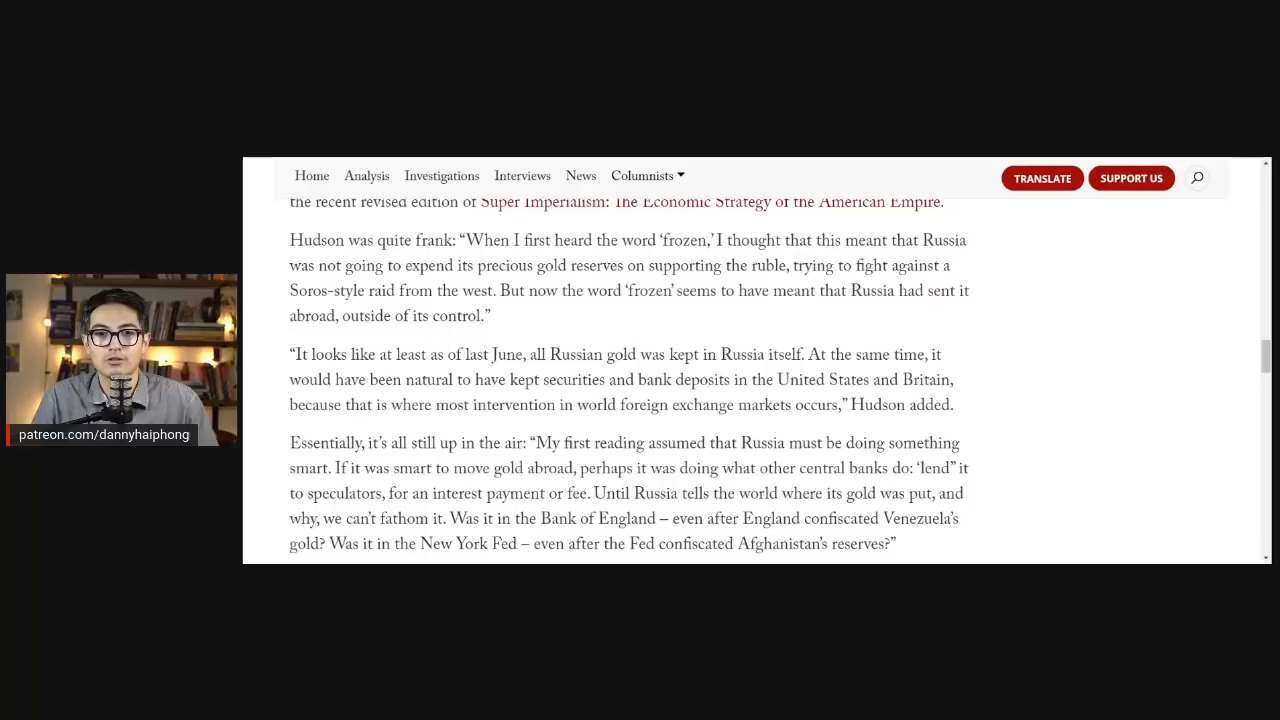 Home Analysis Investigations Interviews News Columnists TRANSLATE SUPPORT US
the recent revised edition of Super Imperialism: The Economic Strategy of the American Empire.
Hudson was quite frank: “When I first heard the word ‘frozen,’ I thought that this meant that Russia
was not going to expend its precious gold reserves on supporting the ruble, trying to fight against a
Soros-style raid from the west. But now the word ‘frozen’ seems to have meant that Russia had sent it
abroad, outside of its control.”
“It looks like at least as of last June, all Russian gold was kept in Russia itself. At the same time, it
would have been natural to have kept securities and bank deposits in the United States and Britain,
because that is where most intervention in world foreign exchange markets occurs,” Hudson added.
Essentially, it’s all still up in the air: “My first reading assumed that Russia must be doing something
smart. If it was smart to move gold abroad, perhaps it was doing what other central banks do: ‘lend” it
to speculators, for an interest payment or fee. Until Russia tells the world where its gold was put, and
why, we can’t fathom it. Was it in the Bank of England – even after England confiscated Venezuela’s
gold? Was it in the New York Fed – even after the Fed confiscated Afghanistan’s reserves?”
patreon.com/dannyhaiphong